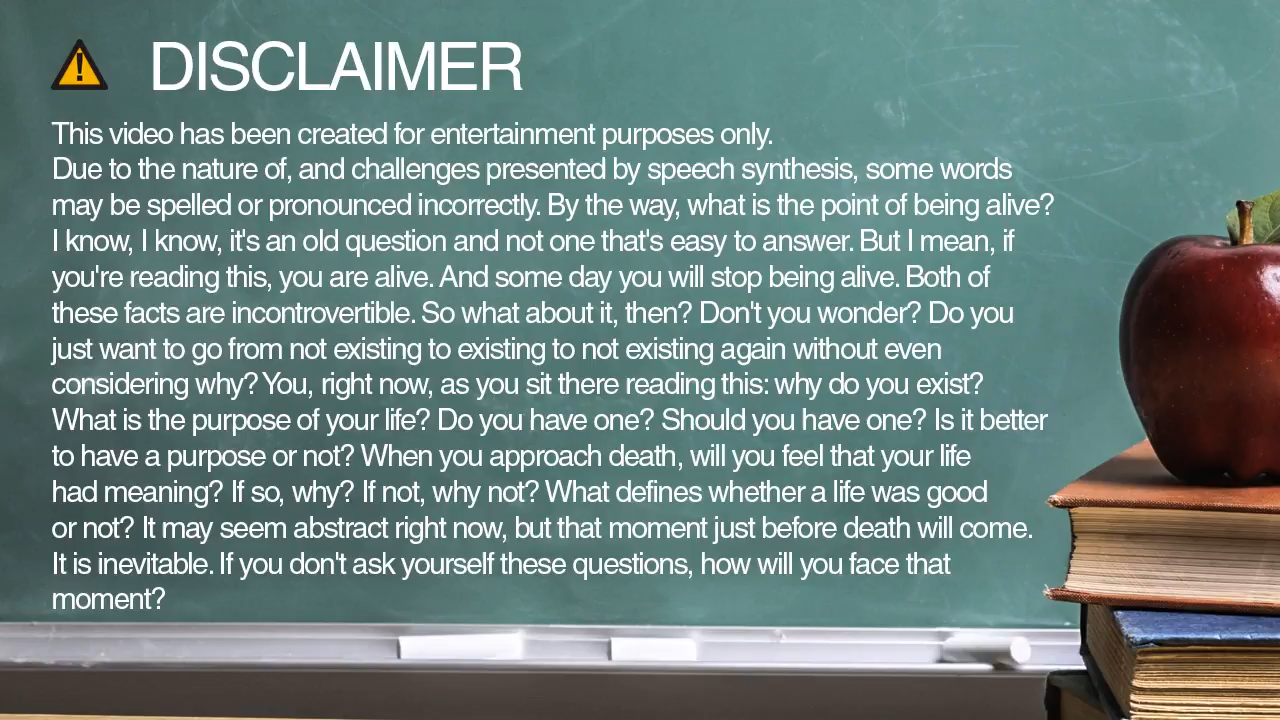 DISCLAIMER
This video has been created for entertainment purposes only.
Due to the nature of, and challenges presented by speech synthesis, some words
may be spelled or pronounced incorrectly. By the way, what is the point of being alive?
I know, I know, it's an old question and not one that's easy to answer. But I mean, if
you're reading this, you are alive. And some day you will stop being alive. Both of
these facts are incontrovertible. So what about it, then? Don't you wonder? Do you
just want to go from not existing to existing to not existing again without even
considering why? You, right now, as you sit there reading this: why do you exist?
What is the purpose of your life? Do you have one? Should you have one? Is it better
to have a purpose or not? When you approach death, will you feel that your life
had meaning? If so, why? If not, why not? What defines whether a life was good
or not? It may seem abstract right now, but that moment just before death will come.
It is inevitable. If you don't ask yourself these questions, how will you face that
moment?